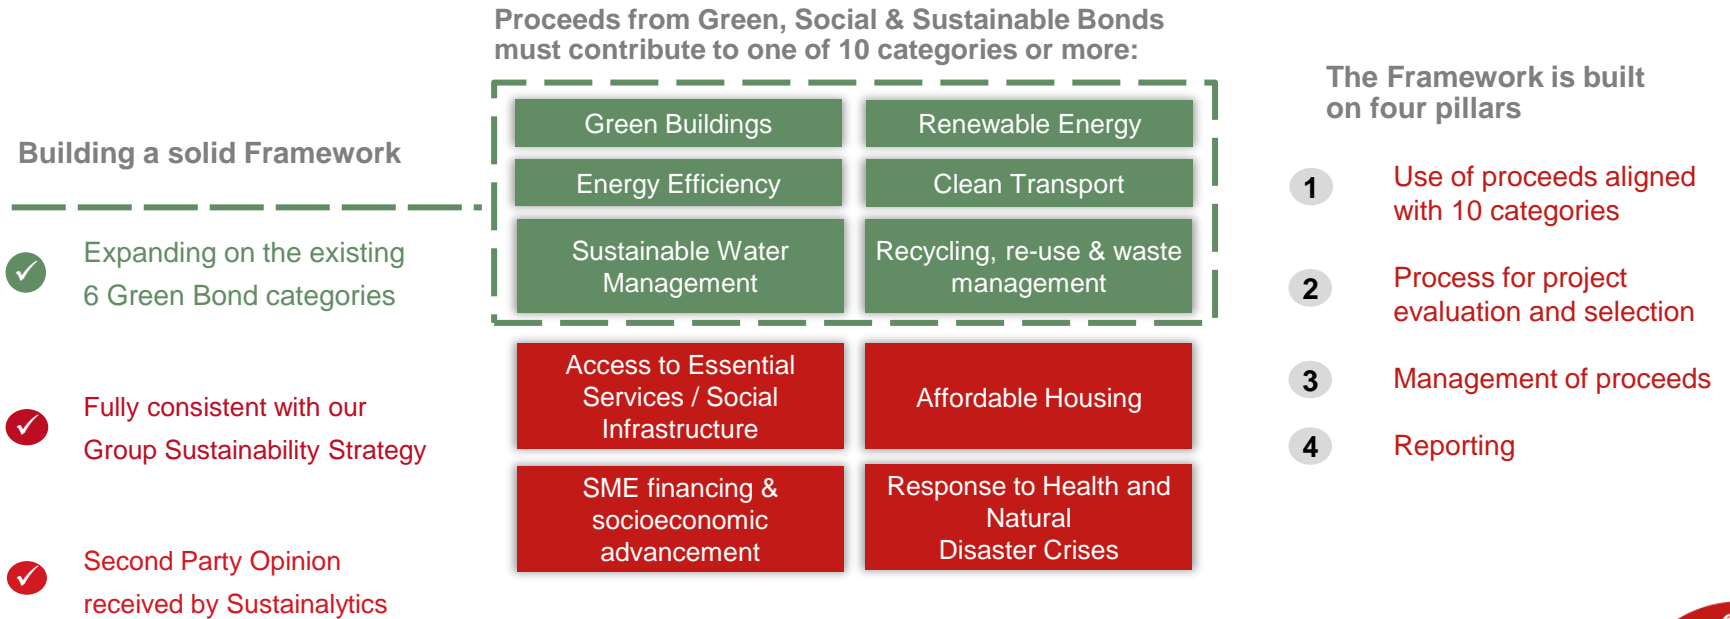 Proceeds from Green, Social & Sustainable Bonds
must contribute to one of 10 categories or more:
Building a solid Framework
Expanding on the existing
6 Green Bond categories
Fully consistent with our
Group Sustainability Strategy
Second Party Opinion
received by Sustainalytics
Green Buildings
Renewable Energy
Energy Efficiency
Clean Transport
Sustainable Water
Management
Recycling, re-use & waste
management
Access to Essential
Services / Social
Infrastructure
Affordable Housing
SME financing &
socioeconomic
advancement
Response to Health and
Natural
Disaster Crises
The Framework is built
on four pillars
1
Use of proceeds aligned
with 10 categories
2
Process for project
evaluation and selection
3
Management of proceeds
4
Reporting